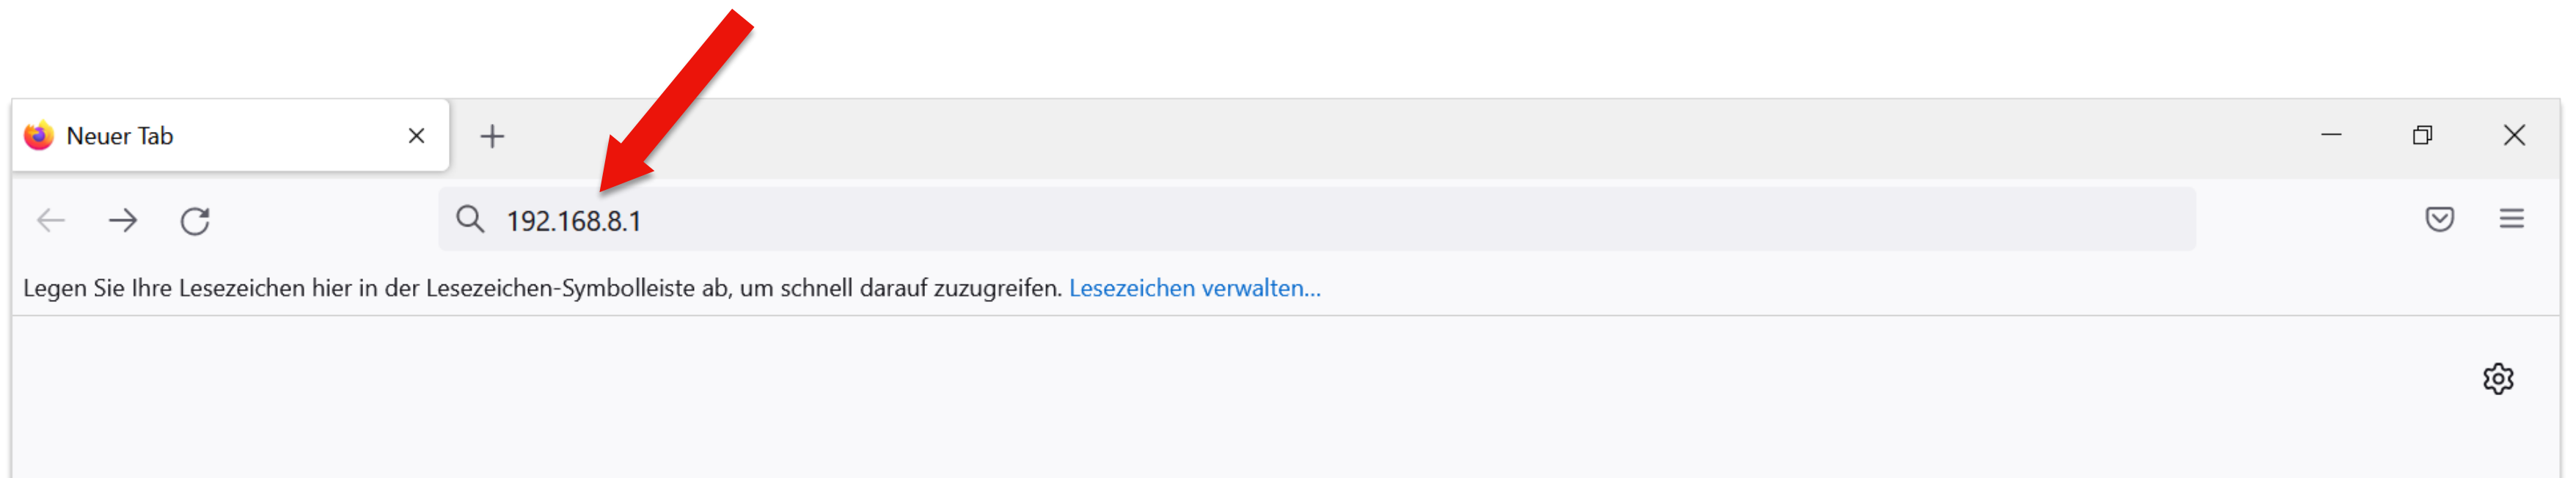 Neuer Tab
192.168.8.1
Legen Sie Ihre Lesezeichen hier in der Lesezeichen-Symbolleiste ab, um schnell darauf zuzugreifen. Lesezeichen verwalten...